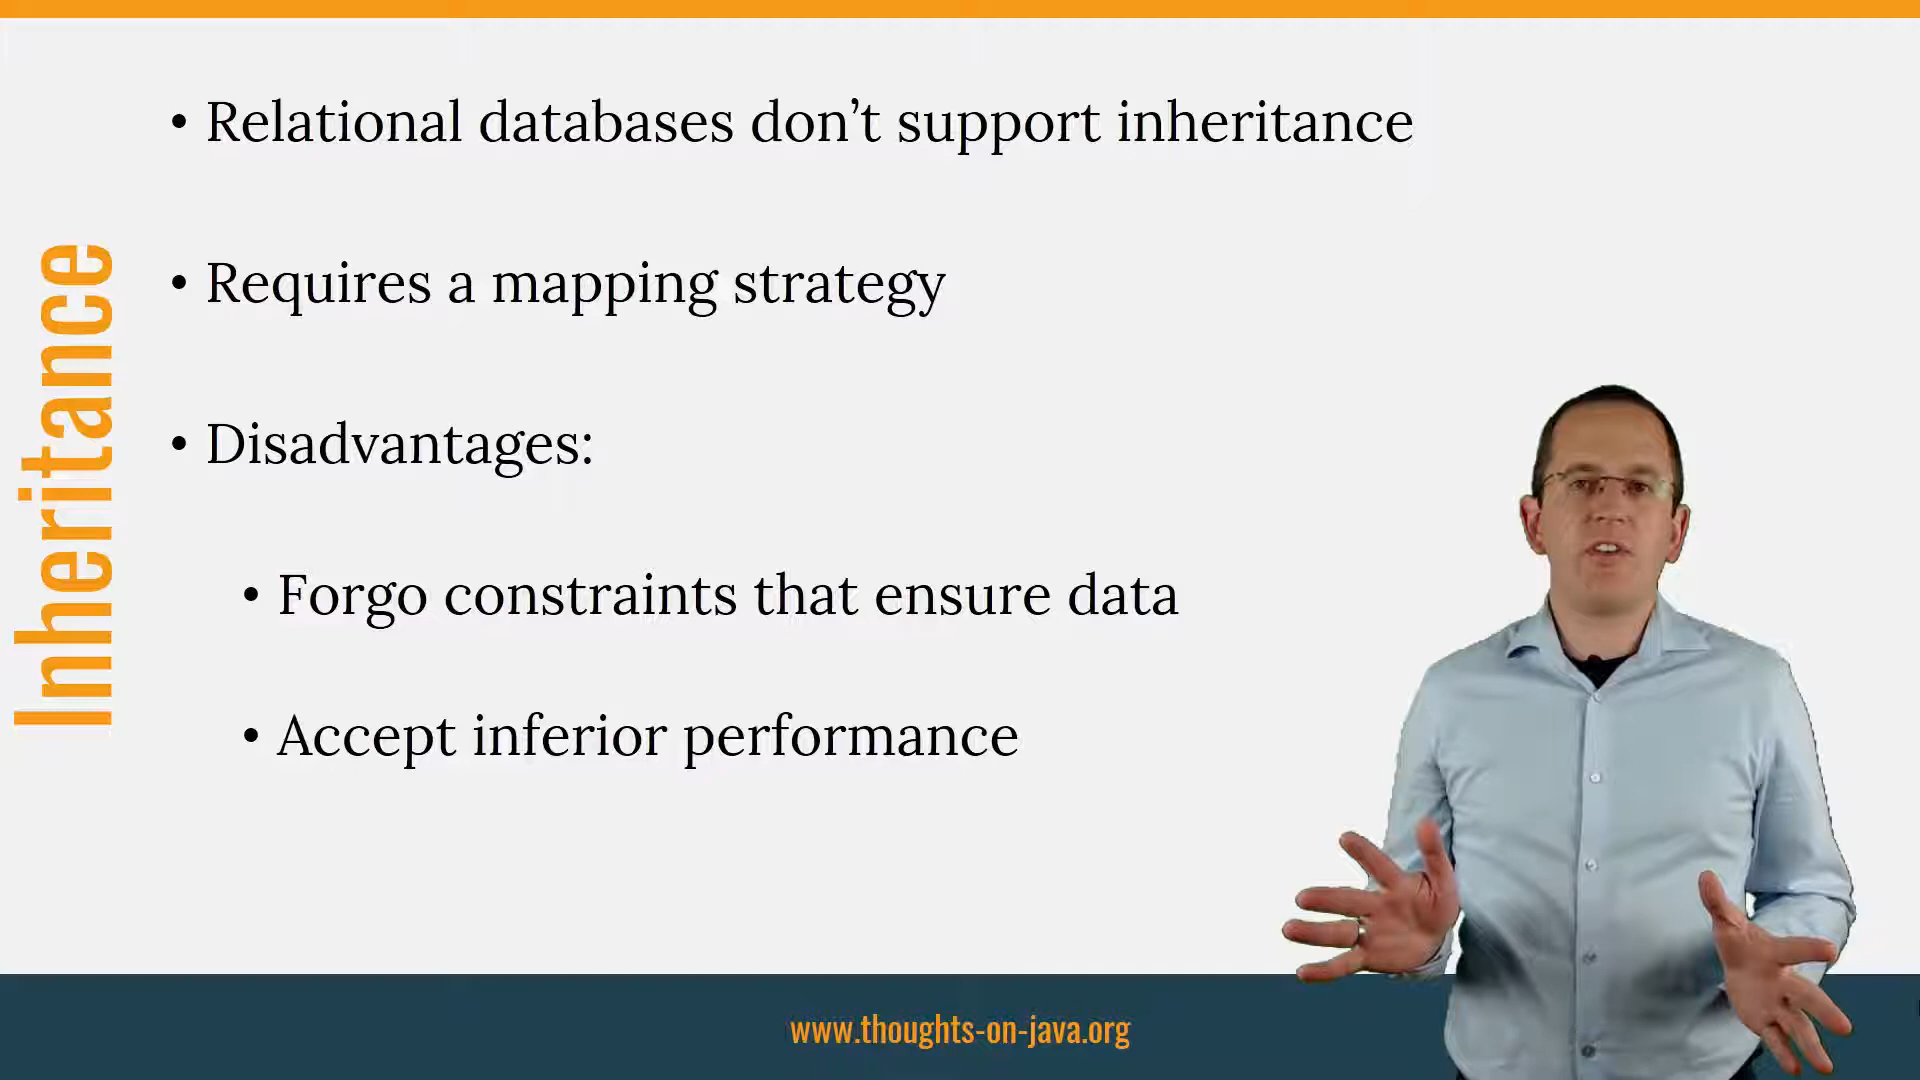 Inheritance
• Relational databases don’t support inheritance
• Requires a mapping strategy
• Disadvantages:
• Forgo constraints that ensure data
• Accept inferior performance
www.thoughts-on-java.org